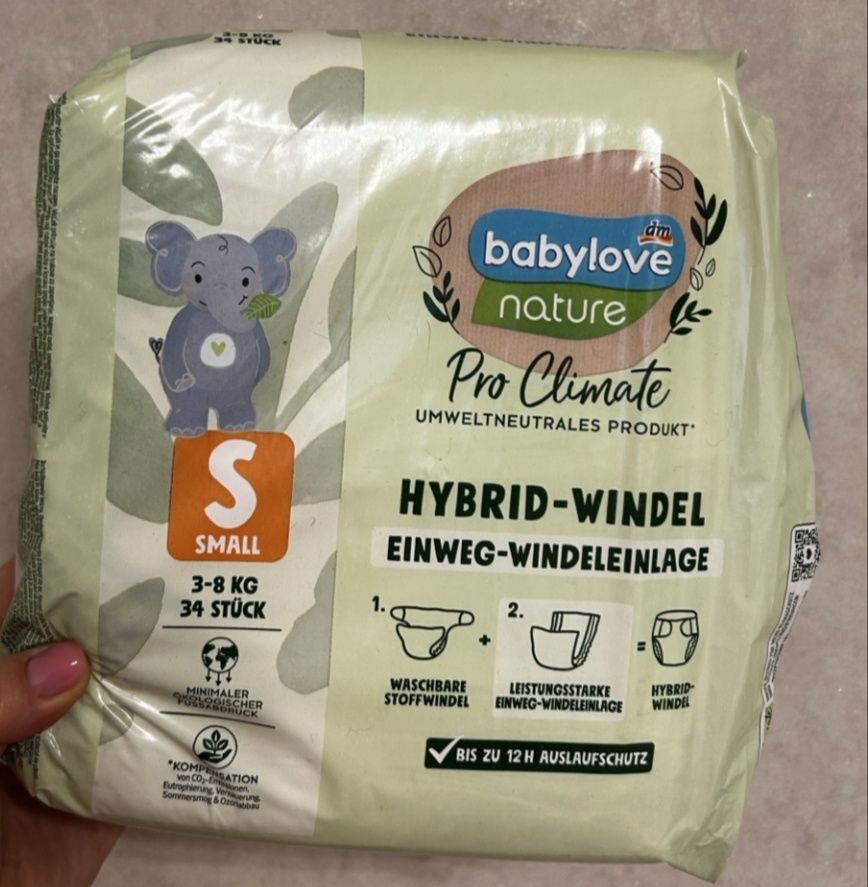 3-8 KG
34 STÜCK
dm
babylove
nature
Pro Climate
UMWELTNEUTRALES PRODUKT*
S
SMALL
3-8 KG
34 STÜCK
MINIMALER
ÖKOLOGISCHER
FUSSABDRUCK
*KOMPENSATION
von CO₂-Emissionen,
Eutrophierung, Versauerung,
Sommersmog & Ozonabbau
HYBRID-WINDEL
EINWEG-WINDELEINLAGE
1.
WASCHBARE
STOFFWINDEL
+
2.
LEISTUNGSSTARKE
EINWEG-WINDELEINLAGE
=
HYBRID-
WINDEL
BIS ZU 12 H AUSLAUFSCHUTZ